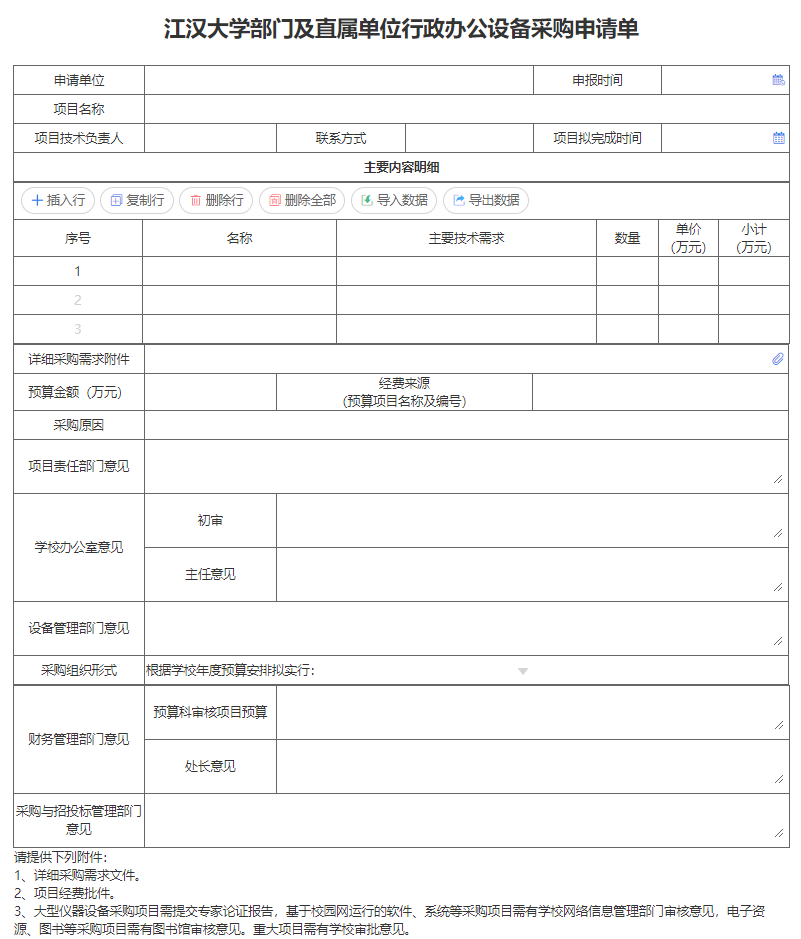 江汉大学部门及直属单位行政办公设备采购申请单
申请单位 申报时间
项目名称
项目技术负责人 联系方式 项目拟完成时间
主要内容明细
插入行 复制行 删除行 删除全部 导入数据 导出数据
序号 名称 主要技术需求 数量 单价 小计
(万元) (万元)
1
2
3
详细采购需求附件
预算金额（万元） 经费来源
（预算项目名称及编号）
采购原因
项目责任部门意见
学校办公室意见 初审
主任意见
设备管理部门意见
采购组织形式 根据学校年度预算安排拟实行：
财务管理部门意见 预算科审核项目预算
处长意见
采购与招投标管理部门
意见
请提供下列附件：
1、详细采购需求文件。
2、项目经费批件。
3、大型仪器设备采购项目需提交专家论证报告，基于校园网运行的软件、系统等采购项目需有学校网络信息管理部门审核意见，电子资
源、图书等采购项目需有图书馆审核意见。重大项目需有学校审批意见。